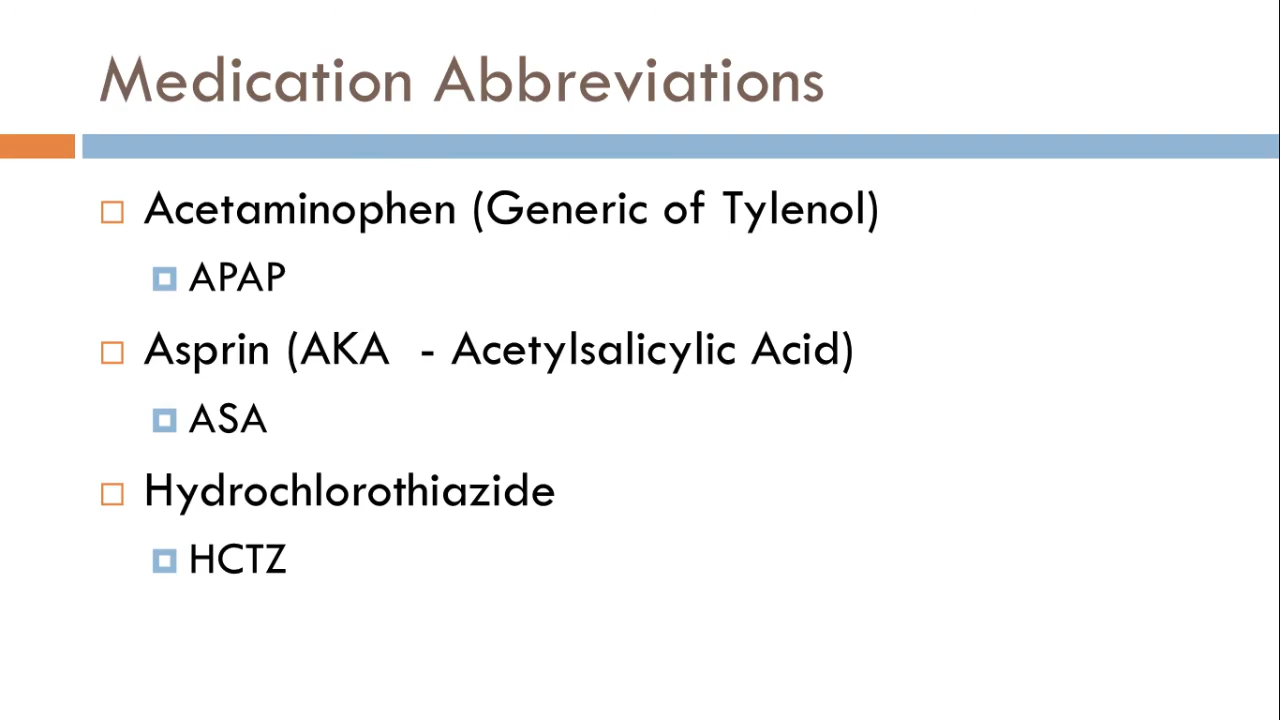 Medication Abbreviations
Acetaminophen (Generic of Tylenol)
APAP
Asprin (AKA  - Acetylsalicylic Acid)
ASA
Hydrochlorothiazide
HCTZ